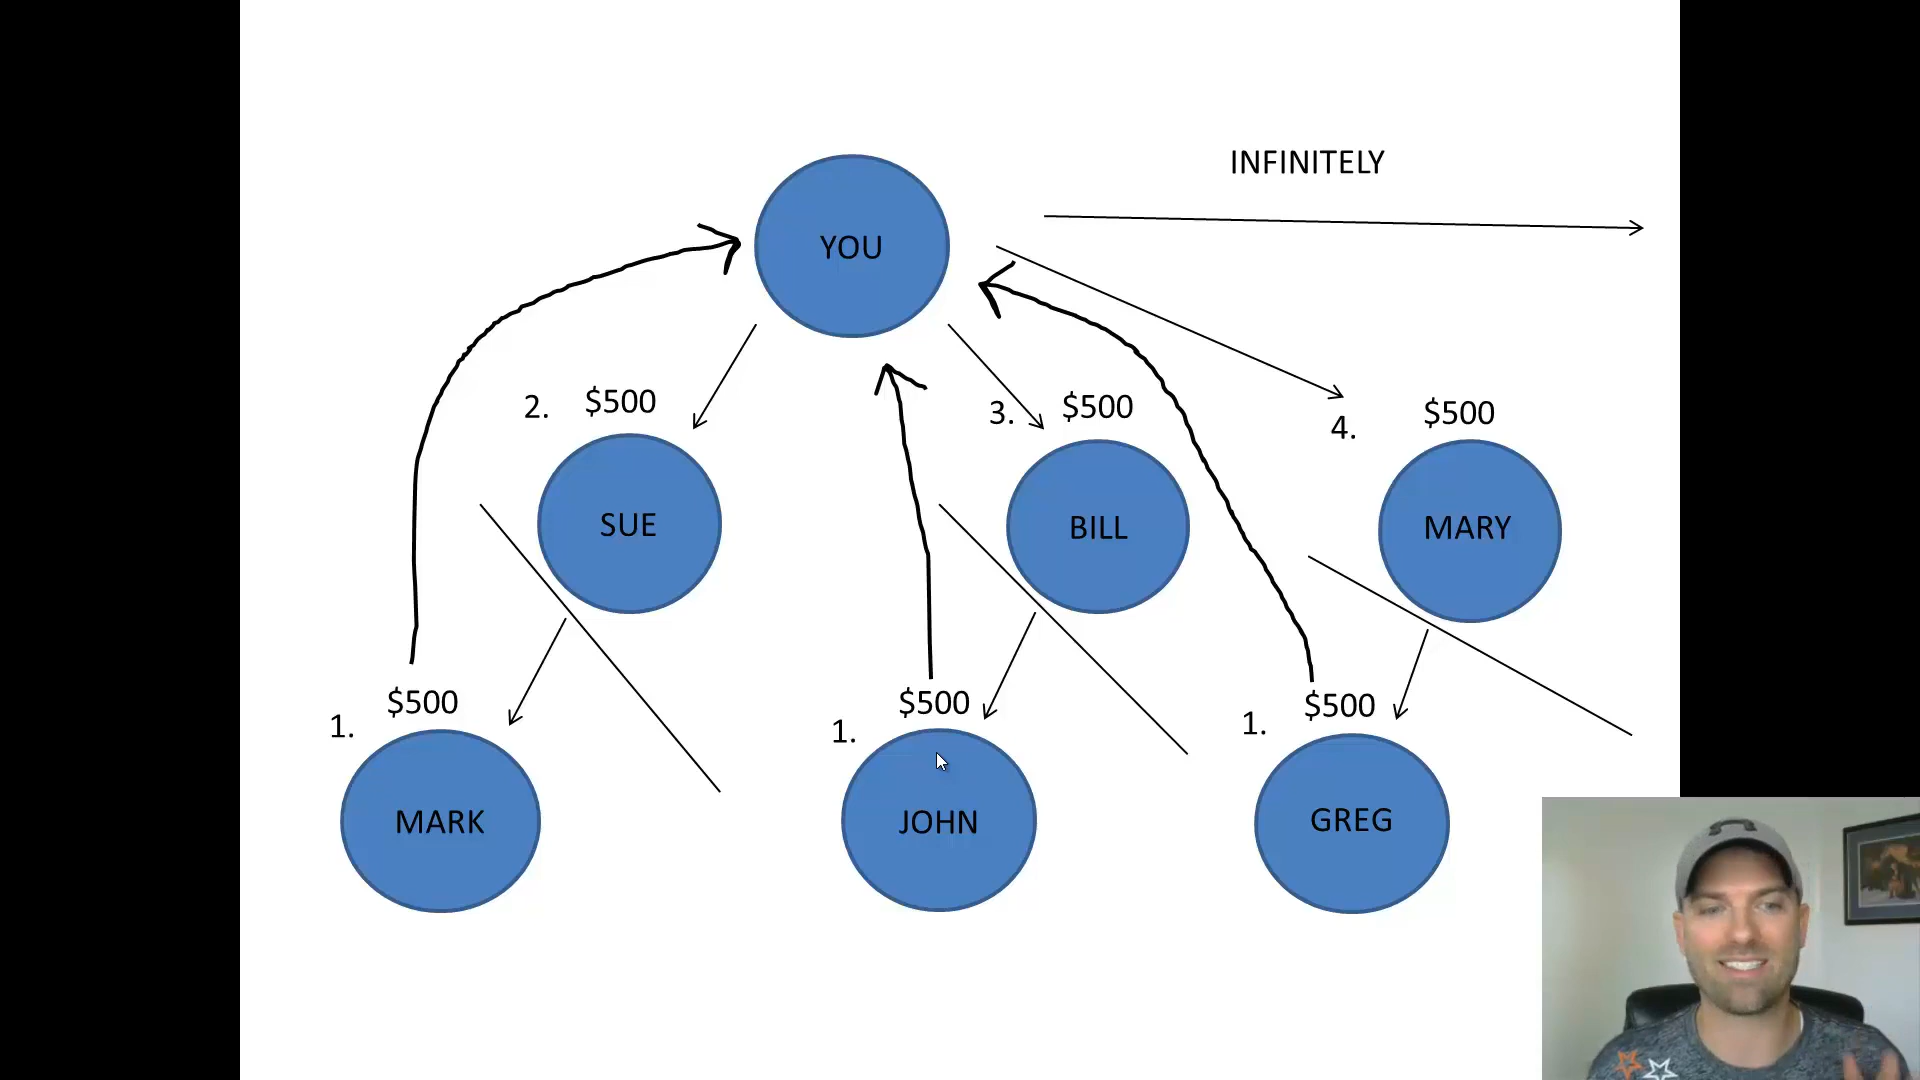 INFINITELY
YOU
2. $500
3. $500
4. $500
SUE
BILL
MARY
1. $500
1. $500
1. $500
MARK
JOHN
GREG